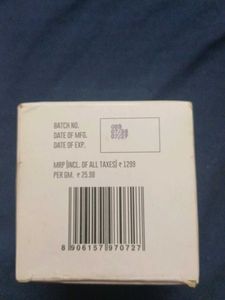 BATCH NO.
DATE OF MFG.
DATE OF EXP.
MRP (INCL. OF ALL TAXES) ₹ 1299
PER GM. ₹ 25.98
8 906157 970727